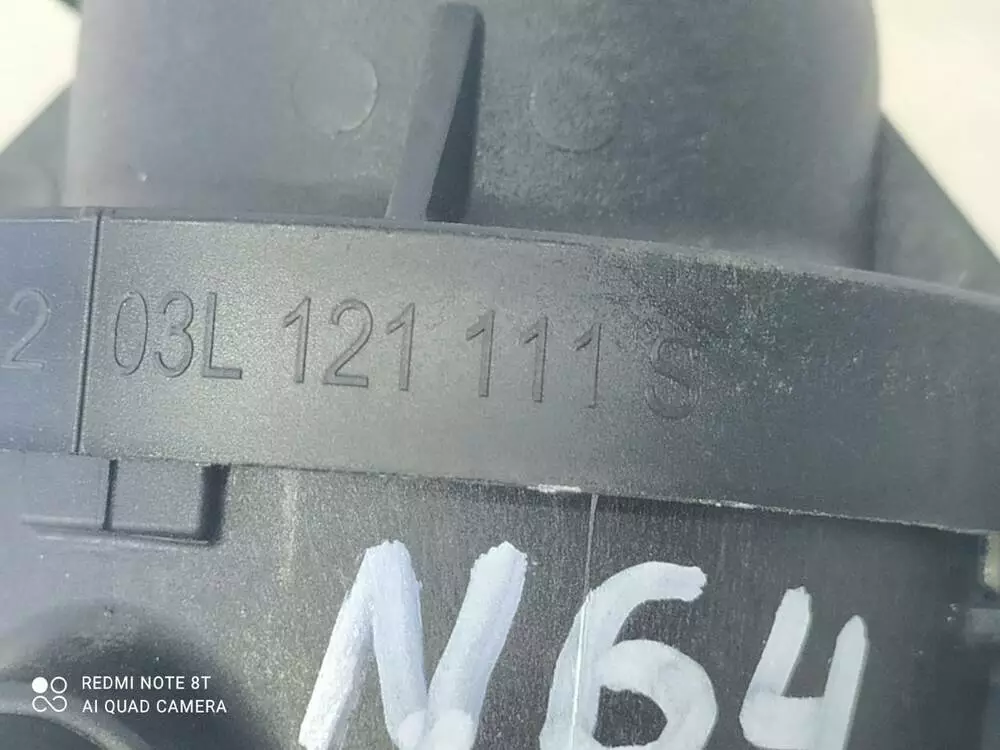 2 03L 121 111 S
N64
REDMI NOTE 8T
AI QUAD CAMERA